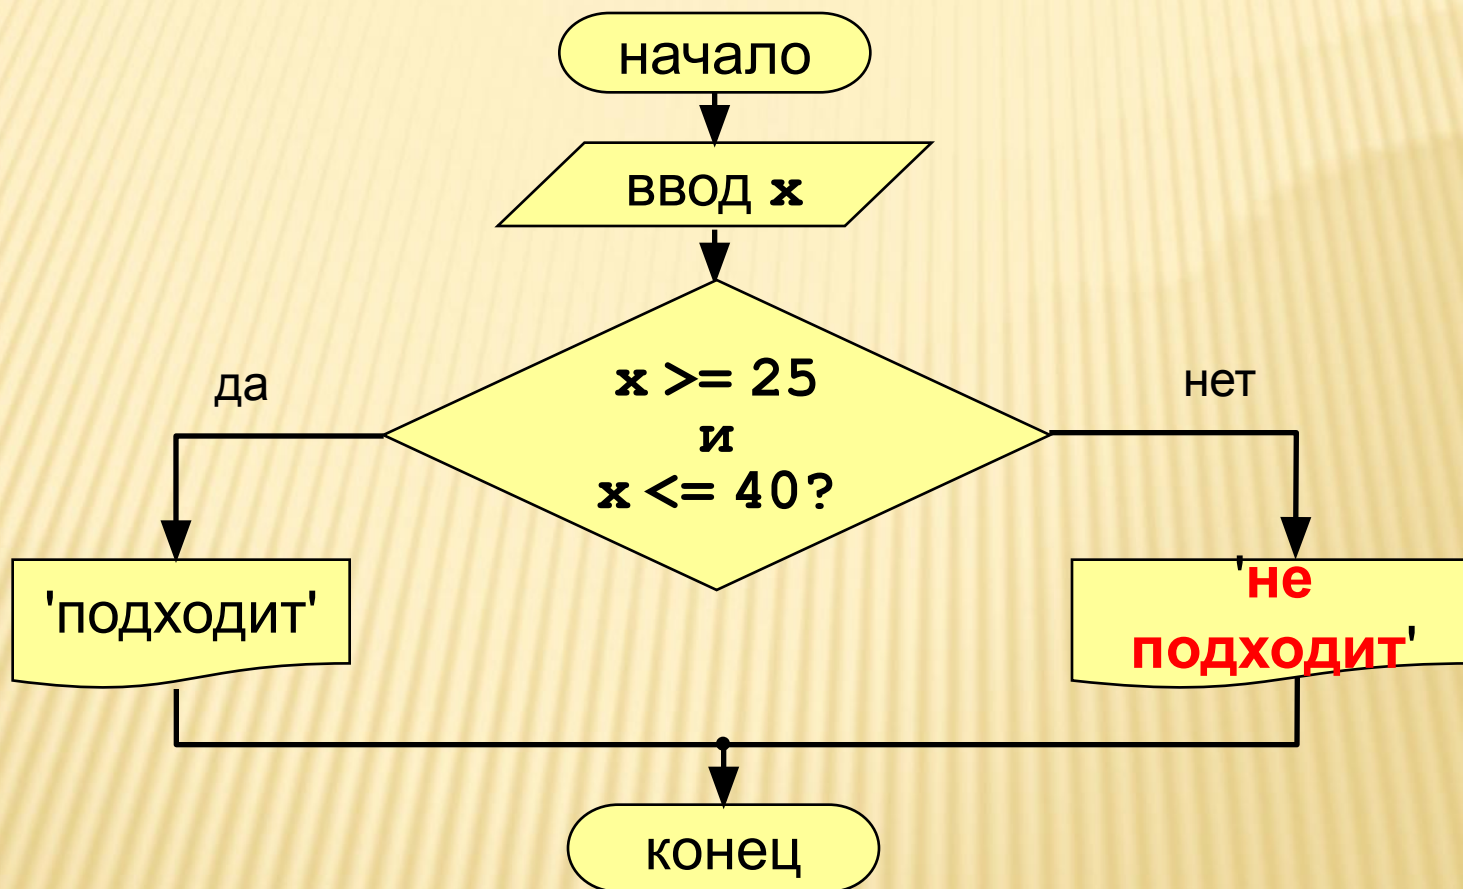 начало
ввод x
да
x >= 25
и
x <= 40?
нет
'подходит'
'не
подходит'
конец